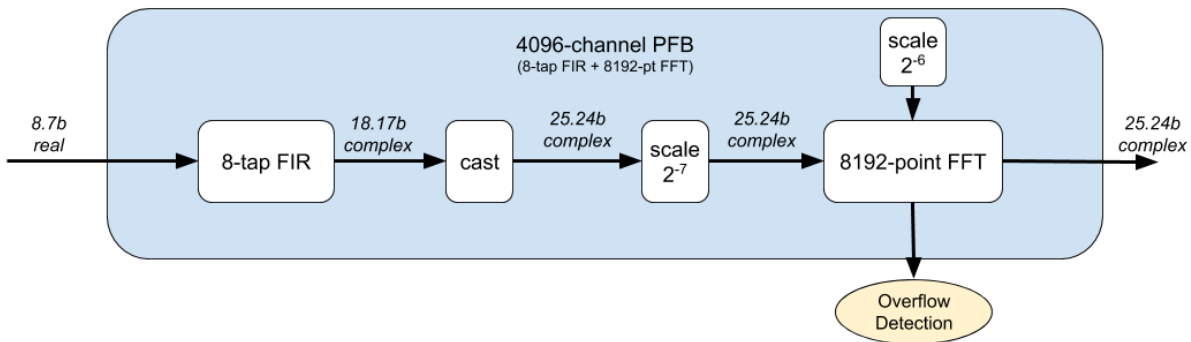 4096-channel PFB
(8-tap FIR + 8192-pt FFT)
scale
2-6
8.7b
real
8-tap FIR
18.17b
complex
cast
25.24b
complex
scale
2-7
25.24b
complex
8192-point FFT
25.24b
complex
Overflow
Detection